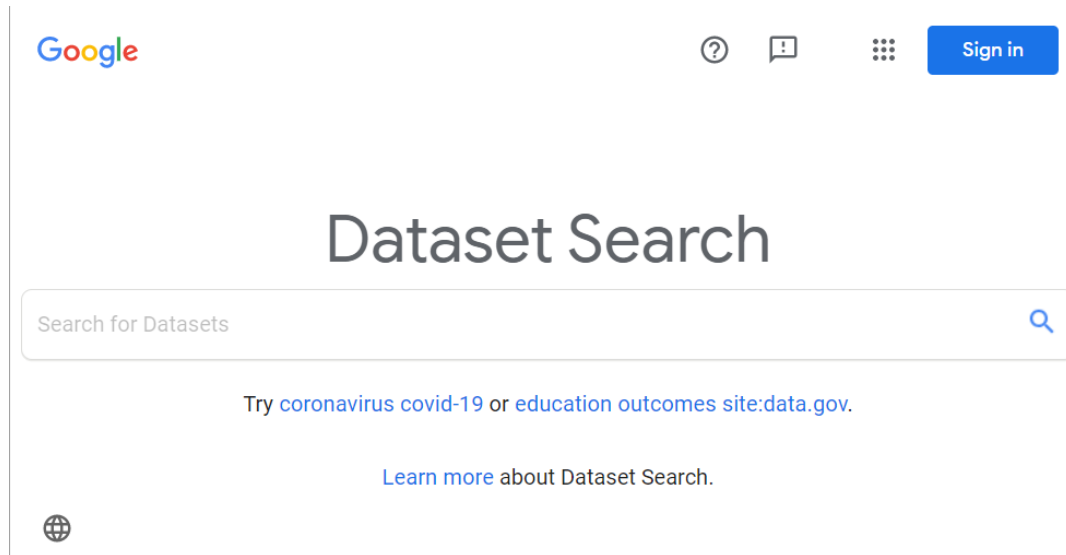 Google
Sign in
Dataset Search
Search for Datasets
Try coronavirus covid-19 or education outcomes site:data.gov.
Learn more about Dataset Search.